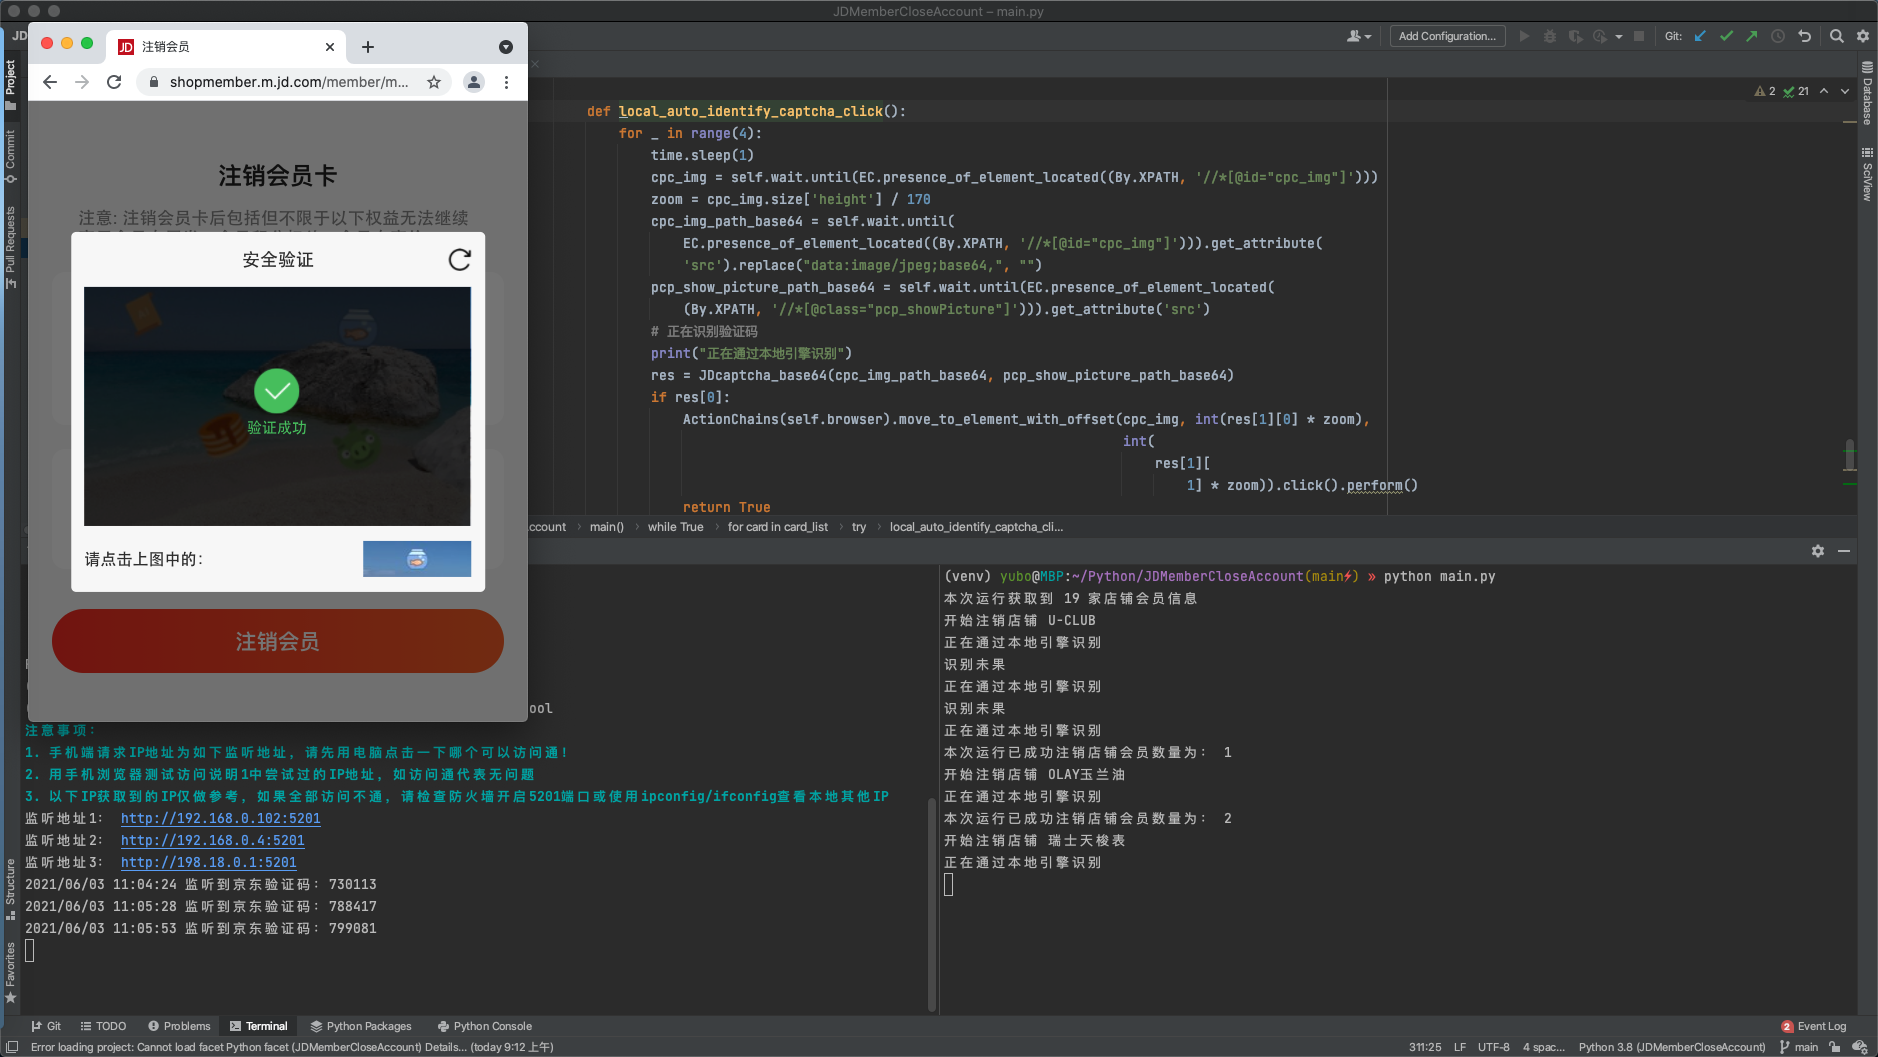 JDMemberCloseAccount – main.py
JD
Add Configuration...
Git:
注销会员
shopmember.m.jd.com/member/m...
2
21
Project
Commit
Pull Requests
Structure
Favorites
Database
SciView
注销会员卡
注意: 注销会员卡后包括但不限于以下权益无法继续
安全验证
验证成功
请点击上图中的:
注销会员
def local_auto_identify_captcha_click():
for _ in range(4):
time.sleep(1)
cpc_img = self.wait.until(EC.presence_of_element_located((By.XPATH, '//*[@id="cpc_img"]')))
zoom = cpc_img.size['height'] / 170
cpc_img_path_base64 = self.wait.until(
EC.presence_of_element_located((By.XPATH, '//*[@id="cpc_img"]'))).get_attribute(
'src').replace("data:image/jpeg;base64,", "")
pcp_show_picture_path_base64 = self.wait.until(EC.presence_of_element_located(
(By.XPATH, '//*[@class="pcp_showPicture"]'))).get_attribute('src')
# 正在识别验证码
print("正在通过本地引擎识别")
res = JDcaptcha_base64(cpc_img_path_base64, pcp_show_picture_path_base64)
if res[0]:
ActionChains(self.browser).move_to_element_with_offset(cpc_img, int(res[1][0] * zoom),
int(
res[1][
1] * zoom)).click().perform()
return True
ccount › main() › while True › for card in card_list › try › local_auto_identify_captcha_cli...
ool
注意事项:
1. 手机端请求IP地址为如下监听地址，请先用电脑点击一下哪个可以访问通!
2. 用手机浏览器测试访问说明1中尝试过的IP地址，如访问通代表无问题
3. 以下IP获取到的IP仅做参考，如果全部访问不通，请检查防火墙开启5201端口或使用ipconfig/ifconfig查看本地其他IP
监听地址1: http://192.168.0.102:5201
监听地址2: http://192.168.0.4:5201
监听地址3: http://198.18.0.1:5201
2021/06/03 11:04:24 监听到京东验证码: 730113
2021/06/03 11:05:28 监听到京东验证码: 788417
2021/06/03 11:05:53 监听到京东验证码: 799081
(venv) yubo@MBP:~/Python/JDMemberCloseAccount(main⚡) » python main.py
本次运行获取到 19 家店铺会员信息
开始注销店铺 U-CLUB
正在通过本地引擎识别
识别未果
正在通过本地引擎识别
识别未果
正在通过本地引擎识别
本次运行已成功注销店铺会员数量为: 1
开始注销店铺 OLAY玉兰油
正在通过本地引擎识别
本次运行已成功注销店铺会员数量为: 2
开始注销店铺 瑞士天梭表
正在通过本地引擎识别
Git
TODO
Problems
Terminal
Python Packages
Python Console
2 Event Log
Error loading project: Cannot load facet Python facet (JDMemberCloseAccount) Details... (today 9:12 上午)
311:25 LF UTF-8 4 spac... Python 3.8 (JDMemberCloseAccount) main